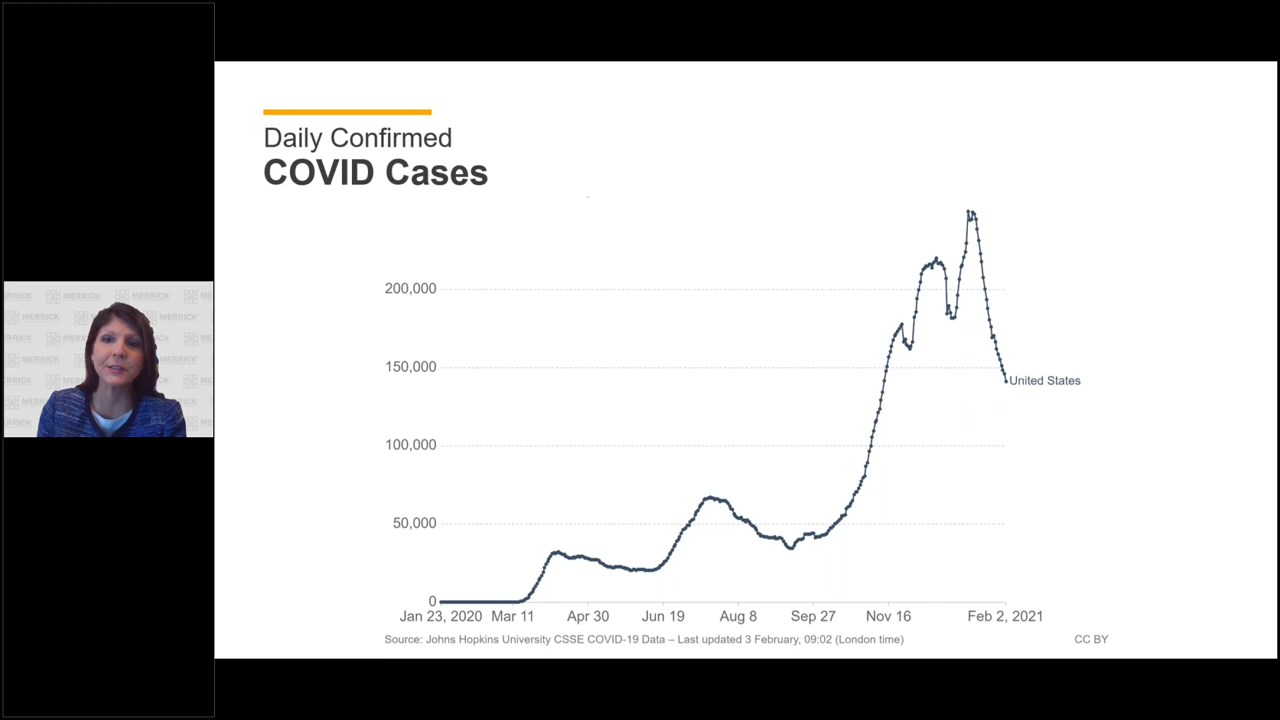 Daily Confirmed
COVID Cases
200,000
150,000
100,000
50,000
0
United States
Jan 23, 2020 Mar 11 Apr 30 Jun 19 Aug 8 Sep 27 Nov 16 Feb 2, 2021
Source: Johns Hopkins University CSSE COVID-19 Data – Last updated 3 February, 09:02 (London time) CC BY
MERRICK